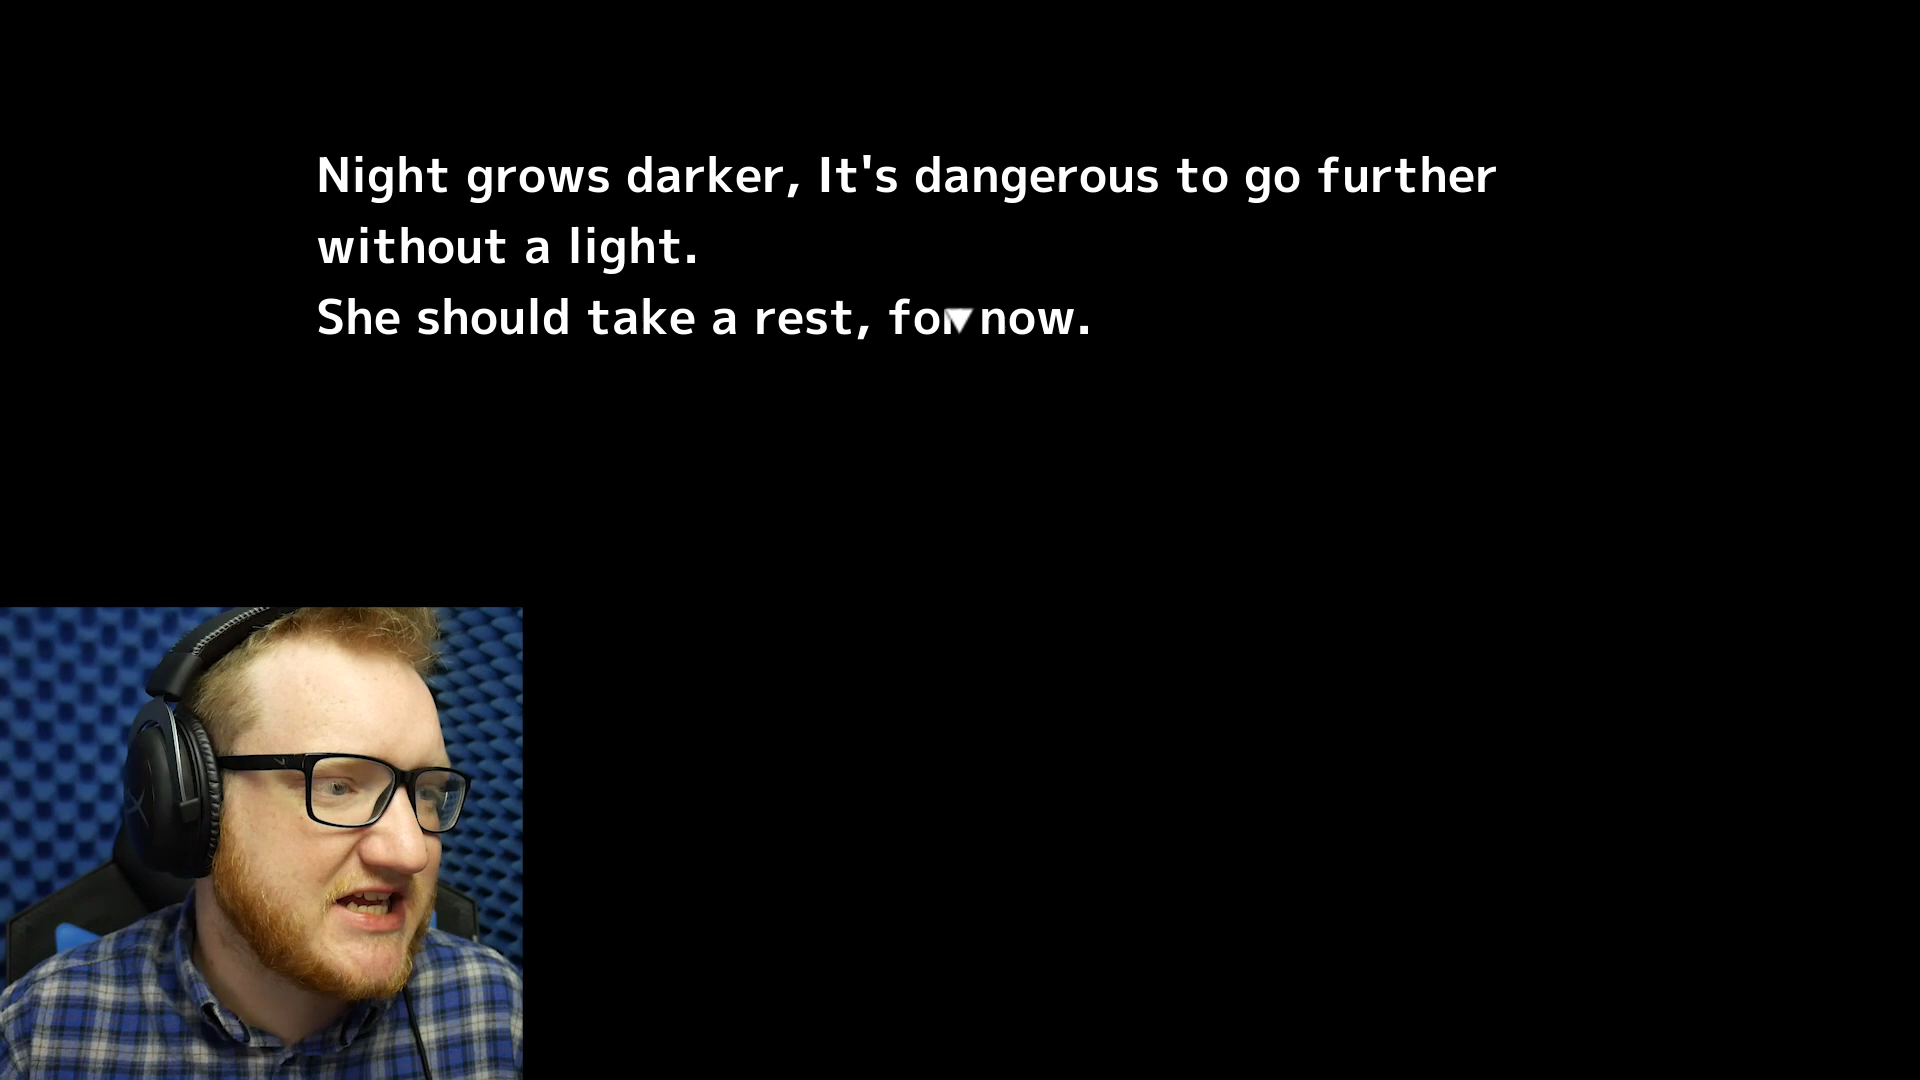 Night grows darker, It's dangerous to go further
without a light.
She should take a rest, for now.